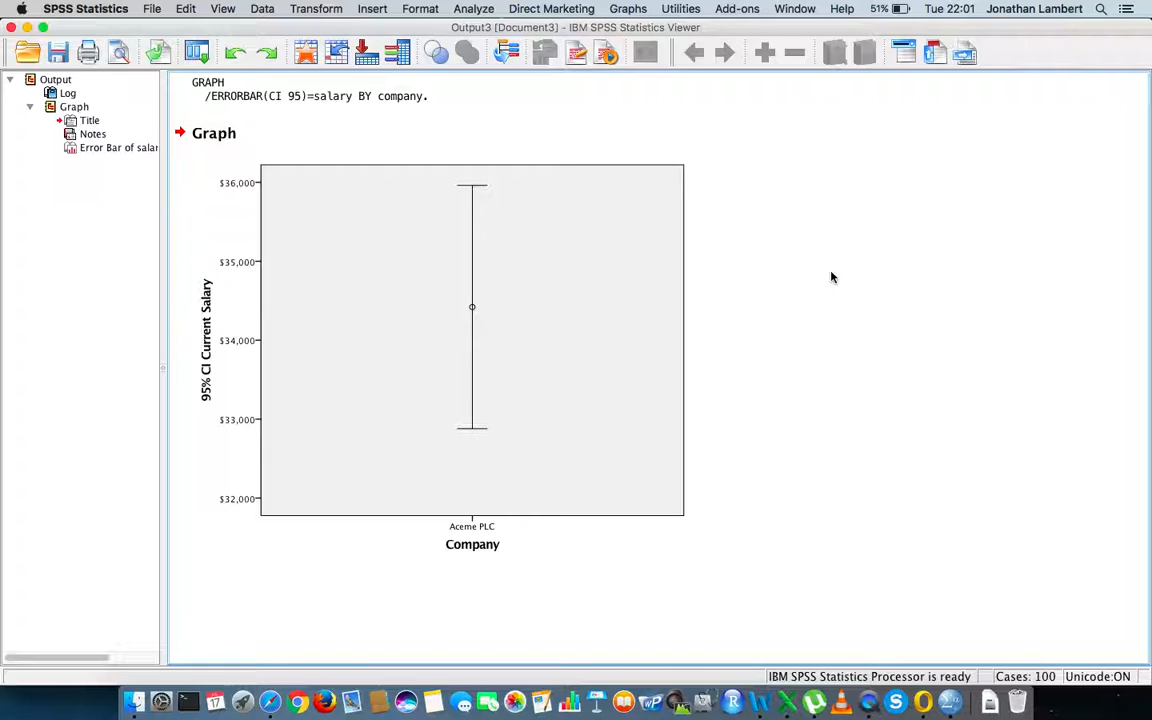 SPSS Statistics File Edit View Data Transform Insert Format Analyze Direct Marketing Graphs Utilities Add-ons Window Help 51% Tue 22:01 Jonathan Lambert
Output3 [Document3] - IBM SPSS Statistics Viewer
Output
Log
Graph
Title
Notes
Error Bar of salar
GRAPH
/ERRORBAR(CI 95)=salary BY company.
Graph
$36,000
$35,000
$34,000
$33,000
$32,000
95% CI Current Salary
Aceme PLC
Company
IBM SPSS Statistics Processor is ready Cases: 100 Unicode:ON